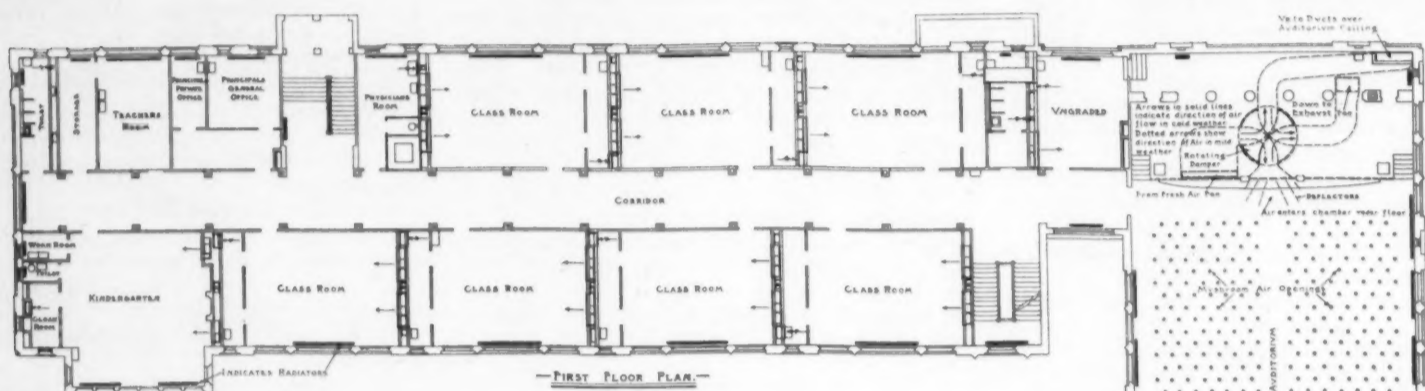 Up to Ducts over
Auditorium Ceiling
TOILET
STORAGE
TEACHERS
ROOM
PRINCIPALS
PRIVATE
OFFICE
PRINCIPALS
GENERAL
OFFICE
PHYSICIANS
ROOM
CLASS ROOM
CLASS ROOM
CLASS ROOM
UNGRADED
Arrows in solid lines
indicate direction of air
flow in cold weather
Dotted arrows show
direction of Air in mild
weather
Down to
Exhaust Fan
Rotating
Damper
From Fresh Air Fan
DEFLECTORS
Air enters chamber under floor
CORRIDOR
WORK ROOM
TOILET
KINDERGARTEN
CLOAK
ROOM
CLASS ROOM
CLASS ROOM
CLASS ROOM
CLASS ROOM
Mushroom Air Openings
AUDITORIUM
INDICATES RADIATORS
—FIRST FLOOR PLAN.—